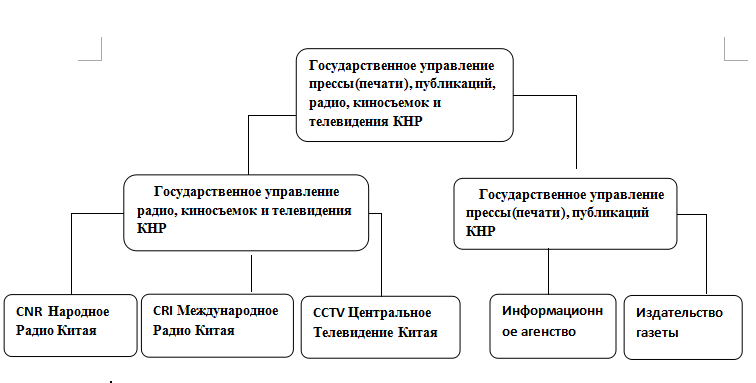 Государственное управление
прессы(печати), публикаций,
радио, киносъемок и
телевидения КНР
Государственное управление
радио, киносъемок и телевидения
КНР
Государственное управление
прессы(печати), публикаций
КНР
CNR Народное
Радио Китая
CRI Международное
Радио Китая
CCTV Центральное
Телевидение Китая
Информационн
ое агенство
Издательство
газеты